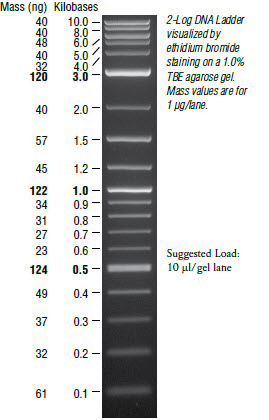 Mass (ng) Kilobases
40 10.0
40 8.0
48 6.0
40 5.0
32 4.0
120 3.0
40 2.0
57 1.5
45 1.2
122 1.0
34 0.9
31 0.8
27 0.7
23 0.6
124 0.5
49 0.4
37 0.3
32 0.2
61 0.1
2-Log DNA Ladder
visualized by
ethidium bromide
staining on a 1.0%
TBE agarose gel.
Mass values are for
1 µg/lane.
Suggested Load:
10 µl/gel lane